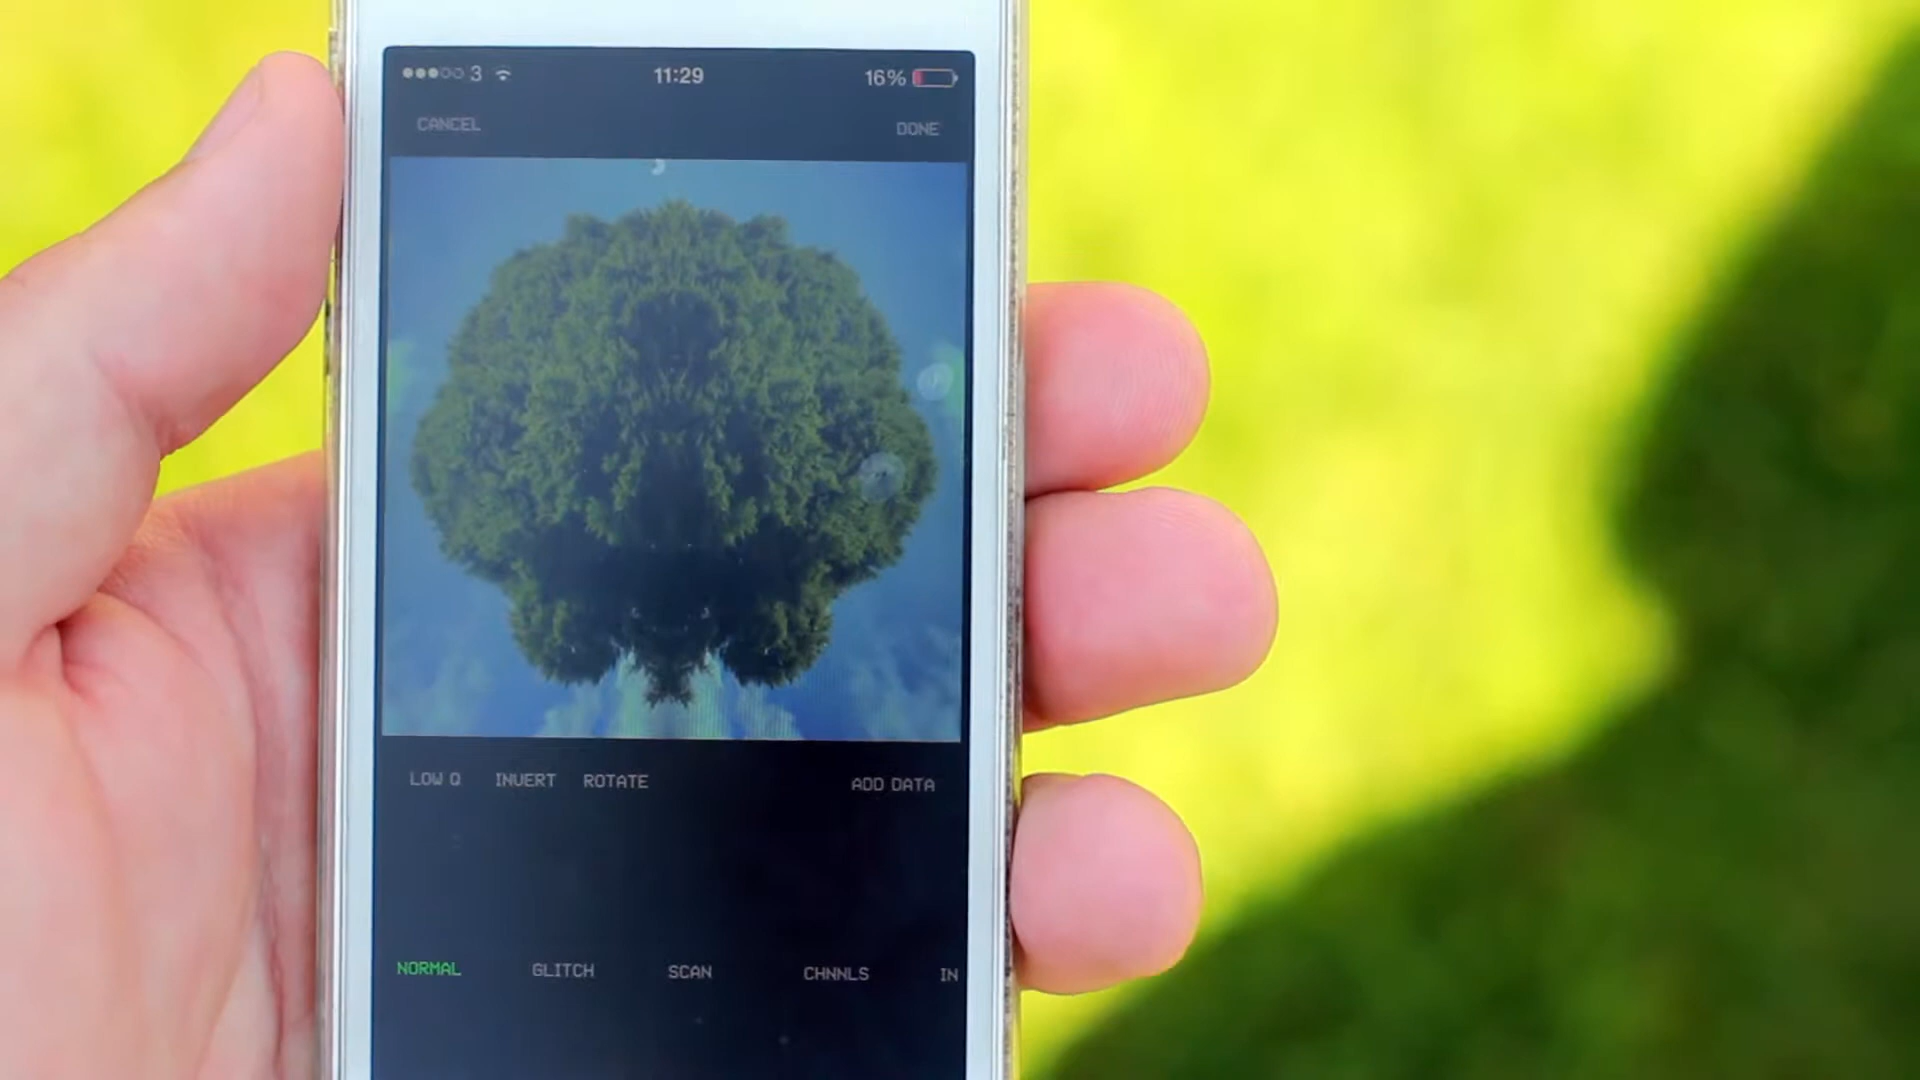 3 11:29 16%
CANCEL DONE
LOW Q INVERT ROTATE ADD DATA
NORMAL GLITCH SCAN CHNNLS IN